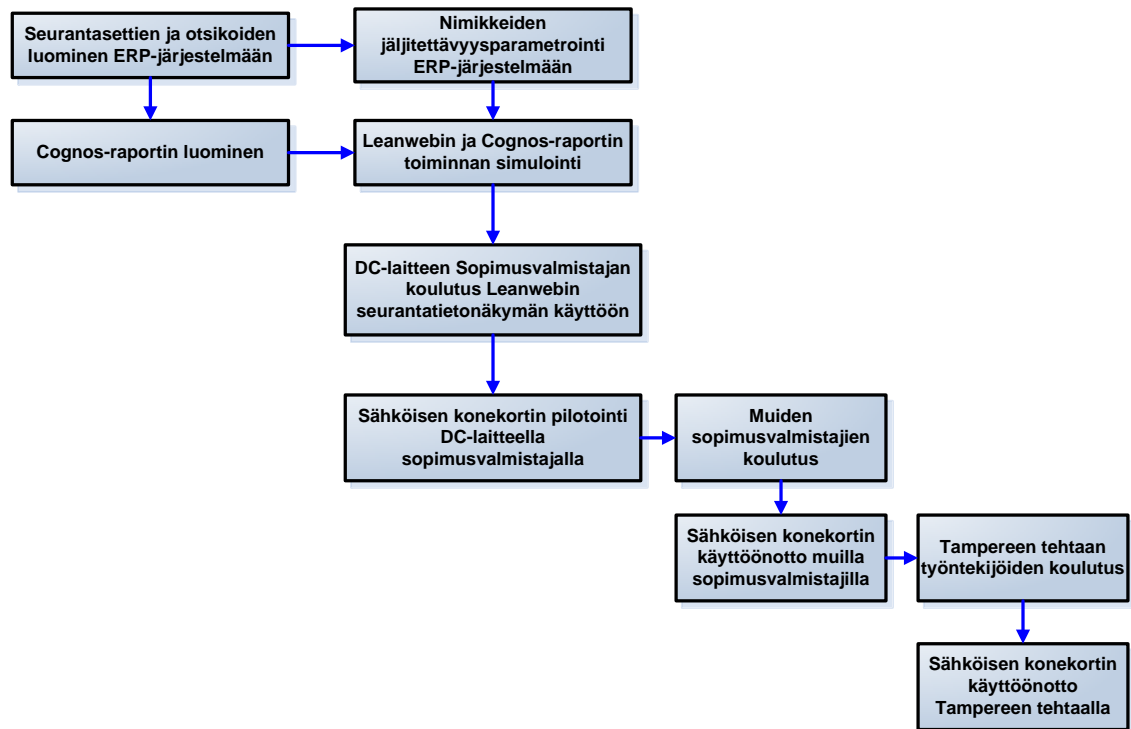 Seurantasettien ja otsikoiden
luominen ERP-järjestelmään
Nimikkeiden
jäljitettävyysparametrointi
ERP-järjestelmään
Cognos-raportin luominen
Leanwebin ja Cognos-raportin
toiminnan simulointi
DC-laitteen Sopimusvalmistajan
koulutus Leanwebin
seurantatietonäkymän käyttöön
Sähköisen konekortin pilotointi
DC-laitteella
sopimusvalmistajalla
Muiden
sopimusvalmistajien
koulutus
Sähköisen konekortin
käyttöönotto muilla
sopimusvalmistajilla
Tampereen tehtaan
työntekijöiden koulutus
Sähköisen konekortin
käyttöönotto
Tampereen tehtaalla